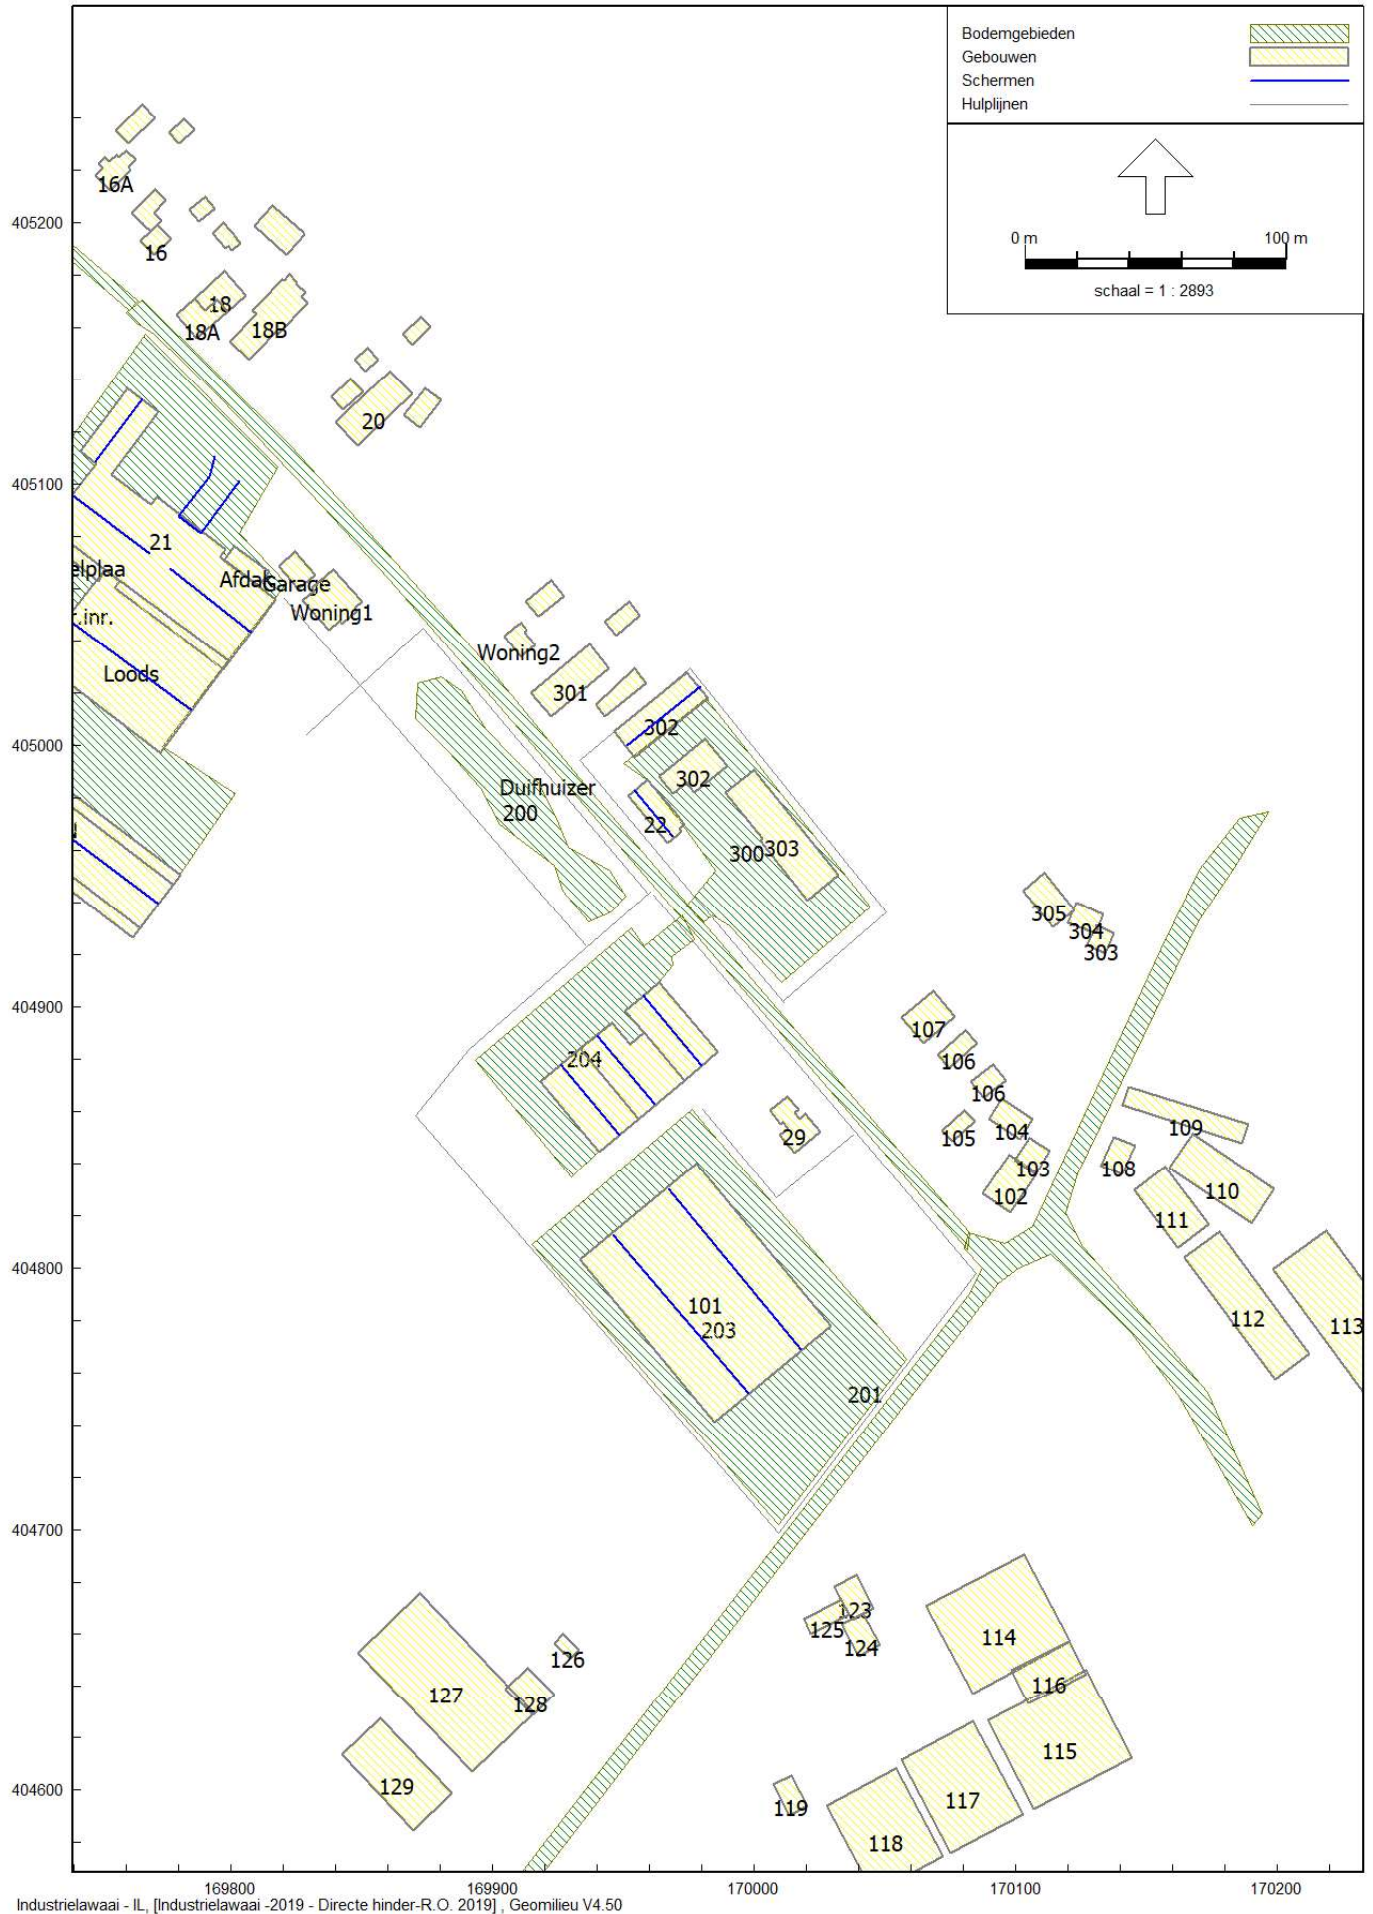 Bodemgebieden
Gebouwen
Schermen
Hulplijnen
0 m 100 m
schaal = 1 : 2893
16A
405200
16
18
18A
18B
20
405100
21
elplaa
Afdak
Garage
Woning1
r.inr.
Woning2
Loods
301
302
405000
302
Duifhuizer
200
22
300
303
305
304
303
404900
107
204
106
106
104
105
29
109
103
108
102
110
111
404800
101
203
112
113
201
404700
123
125
124
114
126
116
127
128
115
404600
129
119
117
118
169800 169900 170000 170100 170200
Industrielawaai - IL, [Industrielawaai -2019 - Directe hinder-R.O. 2019] , Geomilieu V4.50